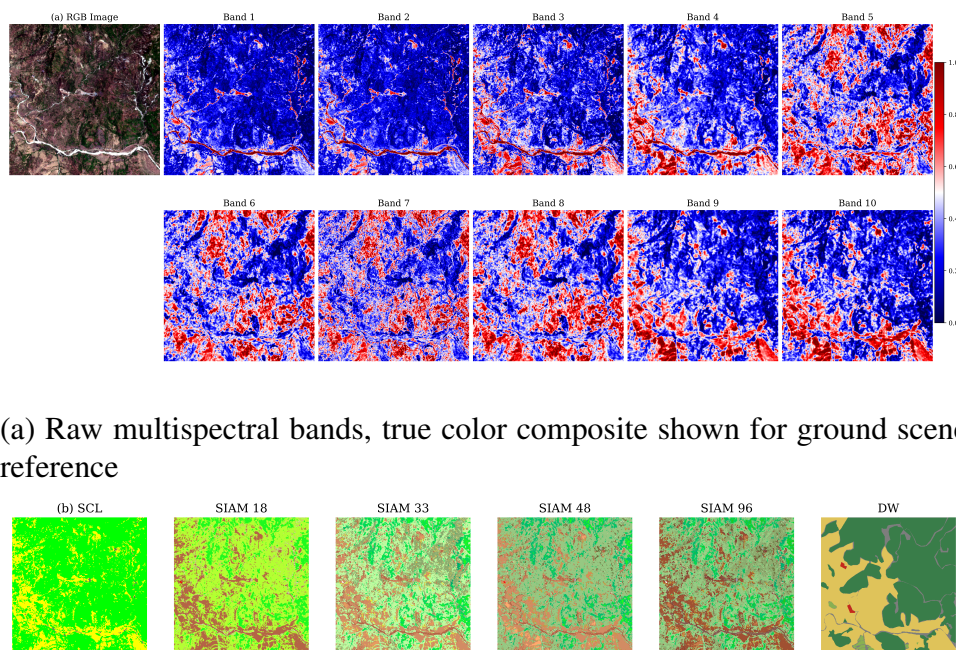 (a) RGB Image
Band 1
Band 2
Band 3
Band 4
Band 5
Band 6
Band 7
Band 8
Band 9
Band 10
(a) Raw multispectral bands, true color composite shown for ground scene
reference
(b) SCL
SIAM 18
SIAM 33
SIAM 48
SIAM 96
DW